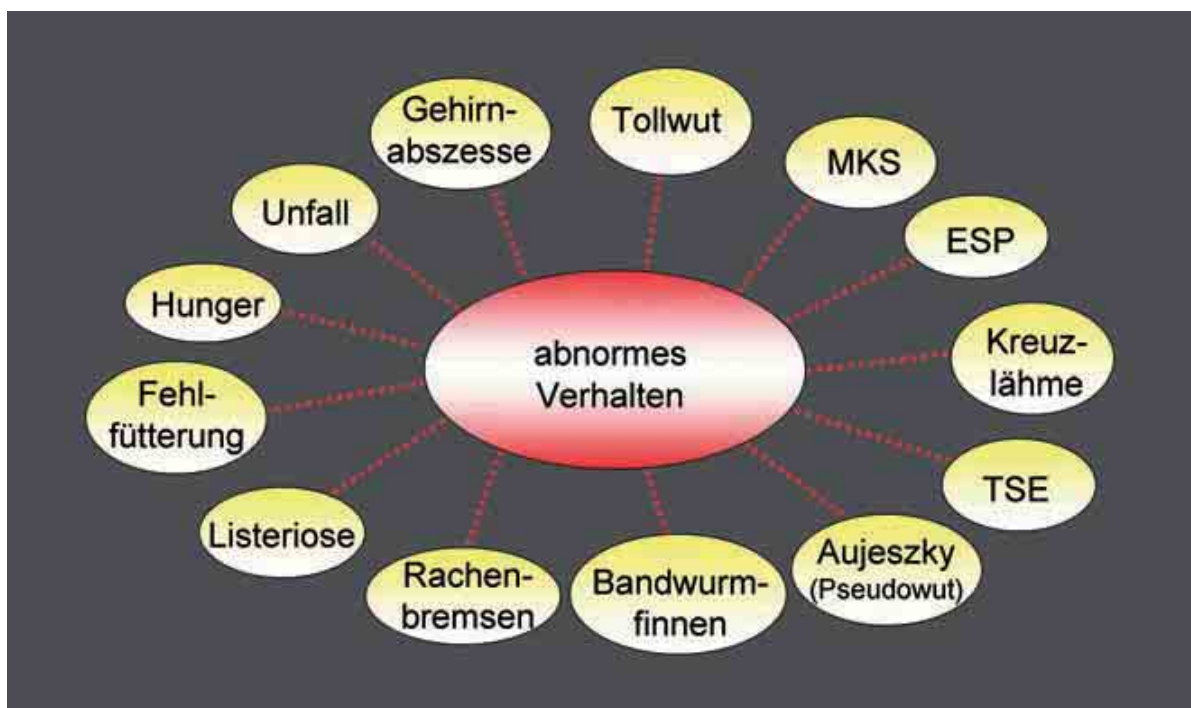 Gehirn-
abszesse
Tollwut
MKS
Unfall
ESP
Hunger
abnormes
Verhalten
Kreuz-
lähme
Fehl-
fütterung
TSE
Listeriose
Rachen-
bremsen
Bandwurm-
finnen
Aujeszky
(Pseudowut)